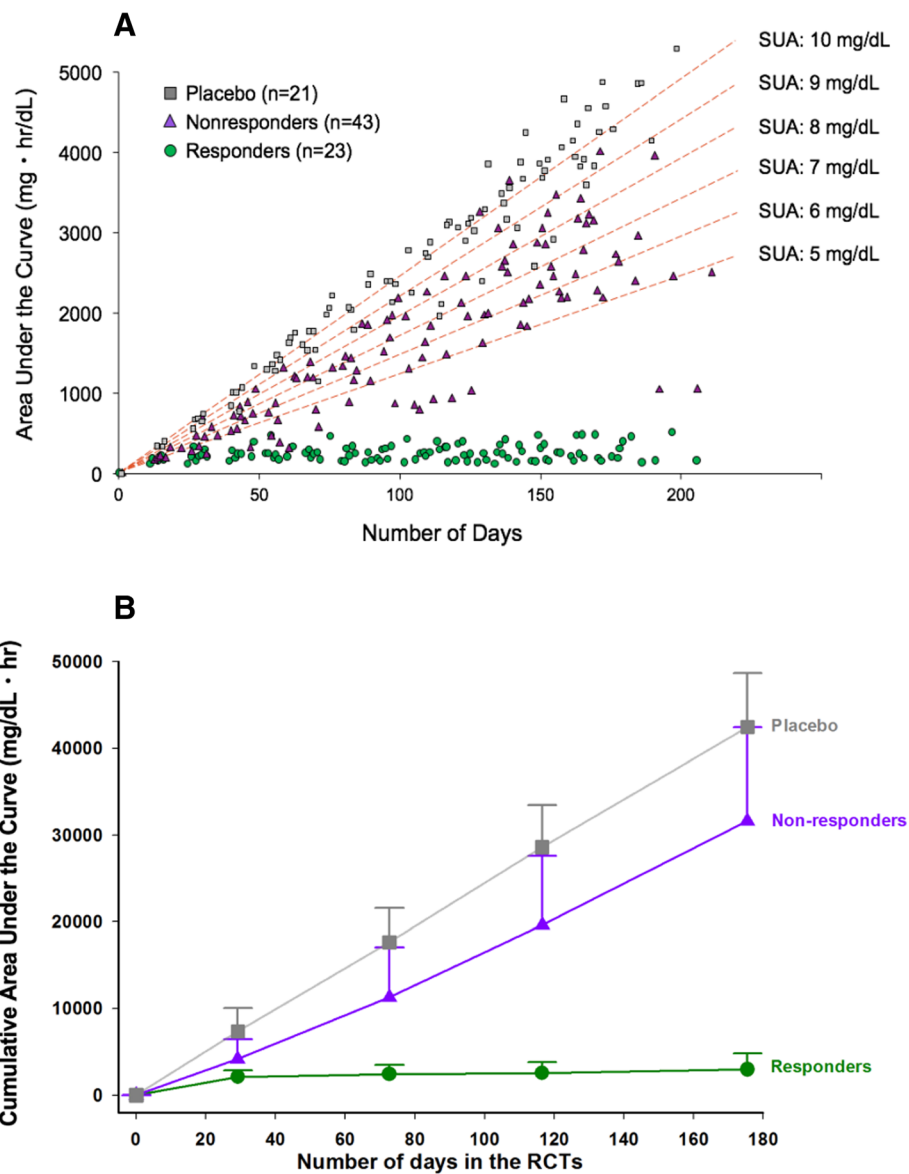 A
Area Under the Curve (mg • hr/dL)
5000
4000
3000
2000
1000
0
Placebo (n=21)
Nonresponders (n=43)
Responders (n=23)
SUA: 10 mg/dL
SUA: 9 mg/dL
SUA: 8 mg/dL
SUA: 7 mg/dL
SUA: 6 mg/dL
SUA: 5 mg/dL
0 50 100 150 200
Number of Days
B
Cumulative Area Under the Curve (mg/dL • hr)
50000
40000
30000
20000
10000
0
Placebo
Non-responders
Responders
0 20 40 60 80 100 120 140 160 180
Number of days in the RCTs